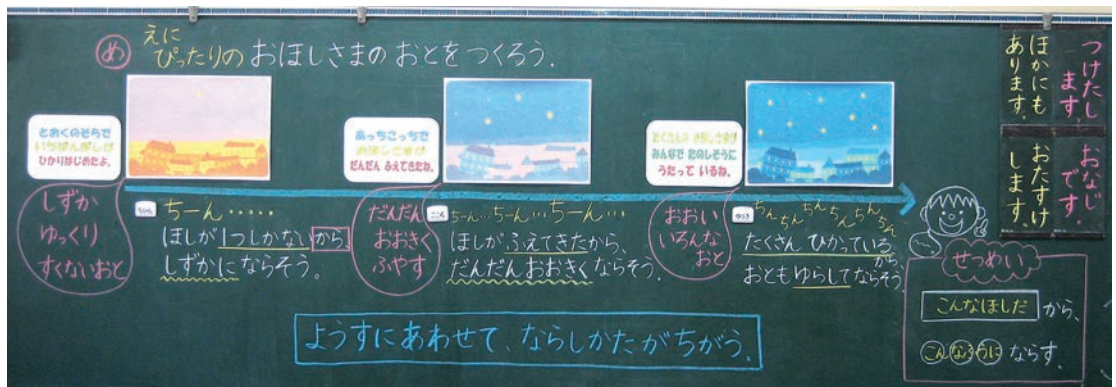 め
えに
ぴったりの おほしさまの おとを つくろう.
とおくのそらで
いちばんぼしが
ひかりはじめたよ。
しずか
ゆっくり
すくないおと
ちーん・・・・・
ほしが1つしかないから、
しずかにならそう。
あっちこっちで
おほしさまが
だんだん ふえてきたね。
だんだん
おおきく
ふやす
こころ
ちーん…ちーん…ちーん…
ほしが ふえてきたから、
だんだんおおきく ならそう。
たくさんの おほしさまが
みんなで たのしそうに
うたって いるね。
おおい
いろんな
おと
ゆうき
ちんちんちんちんちんちん
たくさん ひかっている
から、
おともゆらして ならそう。
ようすにあわせて、ならしかたがちがう.
つけたし
ます。
ほかにも
あります。
おなじ
です。
おたすけ
します。
せつめい
こんなほしだ から、
こんなふうに ならす.